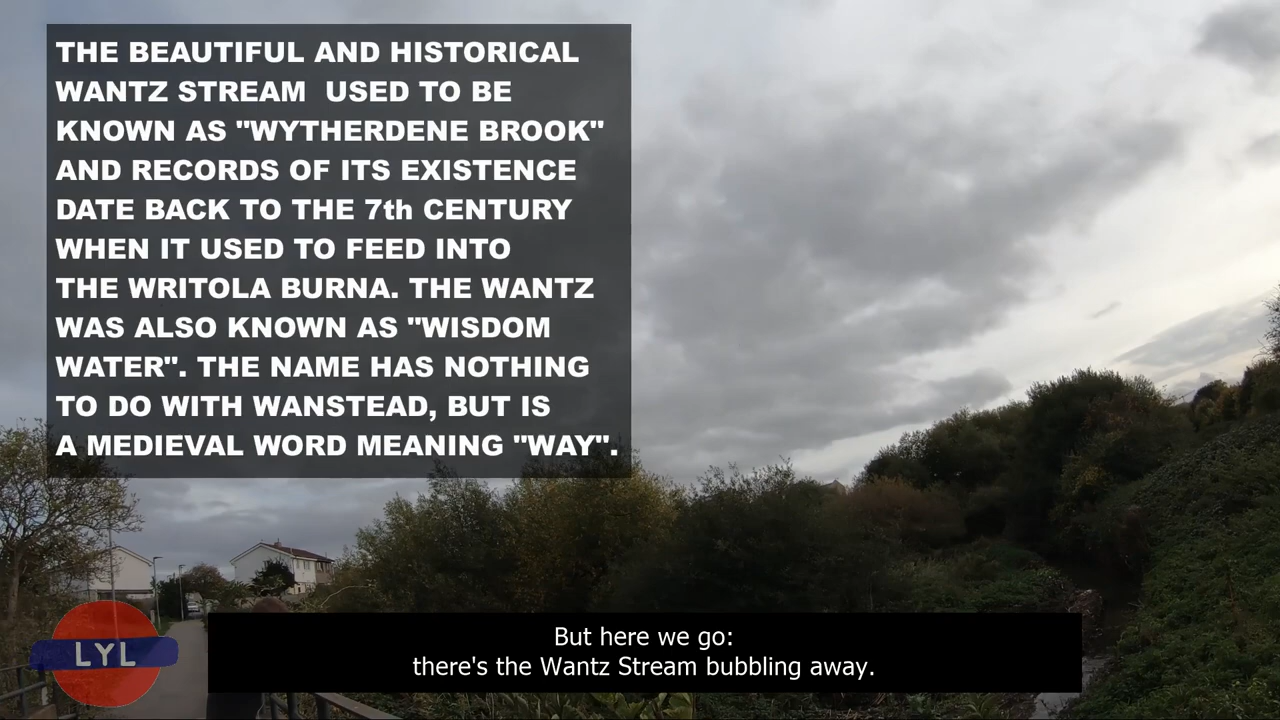 THE BEAUTIFUL AND HISTORICAL
WANTZ STREAM  USED TO BE
KNOWN AS "WYTHERDENE BROOK"
AND RECORDS OF ITS EXISTENCE
DATE BACK TO THE 7th CENTURY
WHEN IT USED TO FEED INTO
THE WRITOLA BURNA. THE WANTZ
WAS ALSO KNOWN AS "WISDOM
WATER". THE NAME HAS NOTHING
TO DO WITH WANSTEAD, BUT IS
A MEDIEVAL WORD MEANING "WAY".
LYL
But here we go:
there's the Wantz Stream bubbling away.